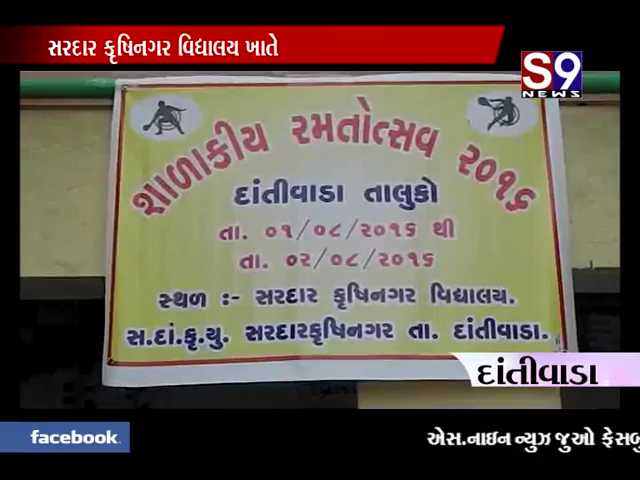 સરદાર કૃષિનગર વિદ્યાલય ખાતે
S9
NEWS
શાળાકીય રમતોત્સવ ૨૦૧૬
દાંતીવાડા તાલુકો
તા. ૦૧/૦૮/૨૦૧૬ થી
તા. ૦૨/૦૮/૨૦૧૬
સ્થળ :- સરદાર કૃષિનગર વિદ્યાલય.
સ.દાં.કૃ.યુ. સરદારકૃષિનગર તા. દાંતીવાડા.
દાંતીવાડા
facebook.
એસ.નાઇન ન્યુઝ જુઓ ફેસબુ